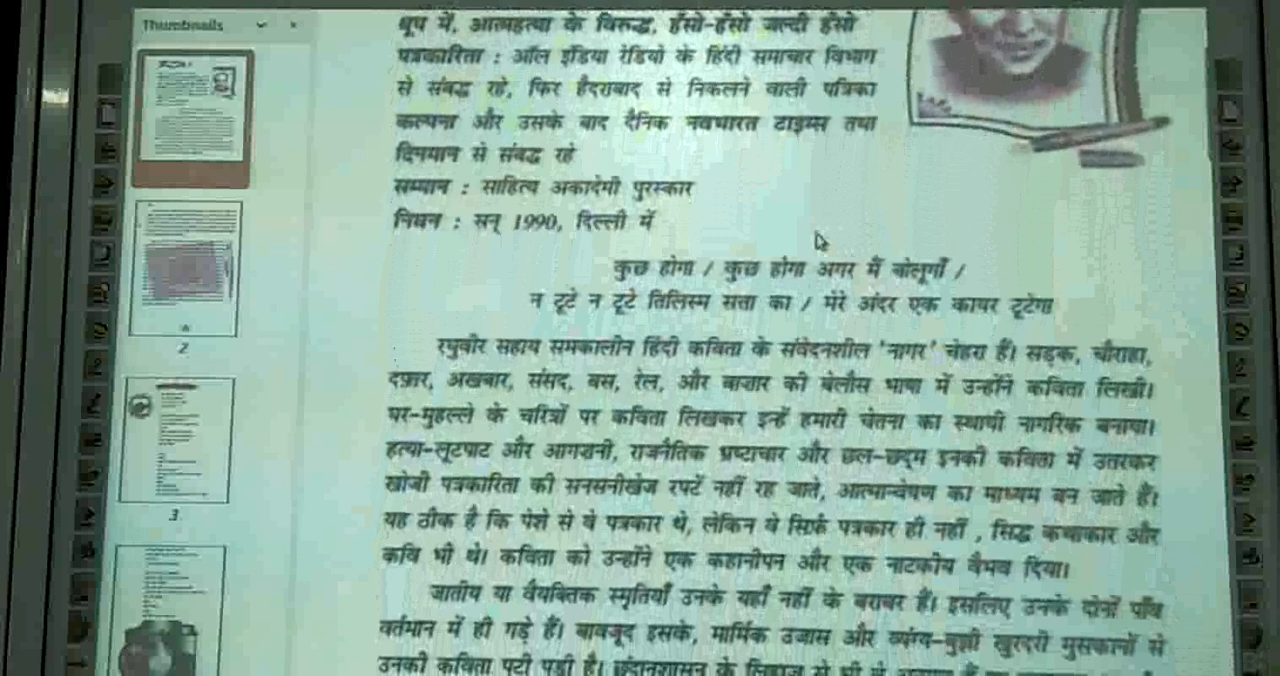 Thumbnails
धूप में, आत्महत्या के विरुद्ध, हँसो-हँसो जल्दी हँसो
पत्रकारिता : ऑल इंडिया रेडियो के हिंदी समाचार विभाग
से संबद्ध रहे, फिर हैदराबाद से निकलने वाली पत्रिका
कल्पना और उसके बाद दैनिक नवभारत टाइम्स तथा
दिनमान से संबद्ध रहे
सम्मान : साहित्य अकादेमी पुरस्कार
निधन : सन् 1990, दिल्ली में
कुछ होगा / कुछ होगा अगर मैं बोलूगाँ /
न टूटे न टूटे तिलिस्म सत्ता का / मेरे अंदर एक कायर टूटेगा
रघुवीर सहाय समकालीन हिंदी कविता के संवेदनशील 'नागर' चेहरा हैं। सड़क, चौराहा,
दफ़्तर, अखबार, संसद, बस, रेल, और बाज़ार की बेलौस भाषा में उन्होंने कविता लिखी।
घर-मुहल्ले के चरित्रों पर कविता लिखकर इन्हें हमारी चेतना का स्थायी नागरिक बनाया।
हत्या-लूटपाट और आगज़नी, राजनैतिक भ्रष्टाचार और छल-छद्म इनकी कविता में उतरकर
खोजी पत्रकारिता की सनसनीखेज रपटें नहीं रह जाते, आत्मान्वेषण का माध्यम बन जाते हैं।
यह ठीक है कि पेशे से वे पत्रकार थे, लेकिन वे सिर्फ़ पत्रकार ही नहीं , सिद्ध कथाकार और
कवि भी थे। कविता को उन्होंने एक कहानीपन और एक नाटकीय वैभव दिया।
जातीय या वैयक्तिक स्मृतियाँ उनके यहाँ नहीं के बराबर हैं। इसलिए उनके दोनों पाँव
वर्तमान में ही गड़े हैं। बावजूद इसके, मार्मिक उजास और व्यंग्य-बुझी खुरदरी मुसकानों से
उनकी कविता पटी पड़ी है। छंदानुशासन के लिहाज़ से भी वे
2
3